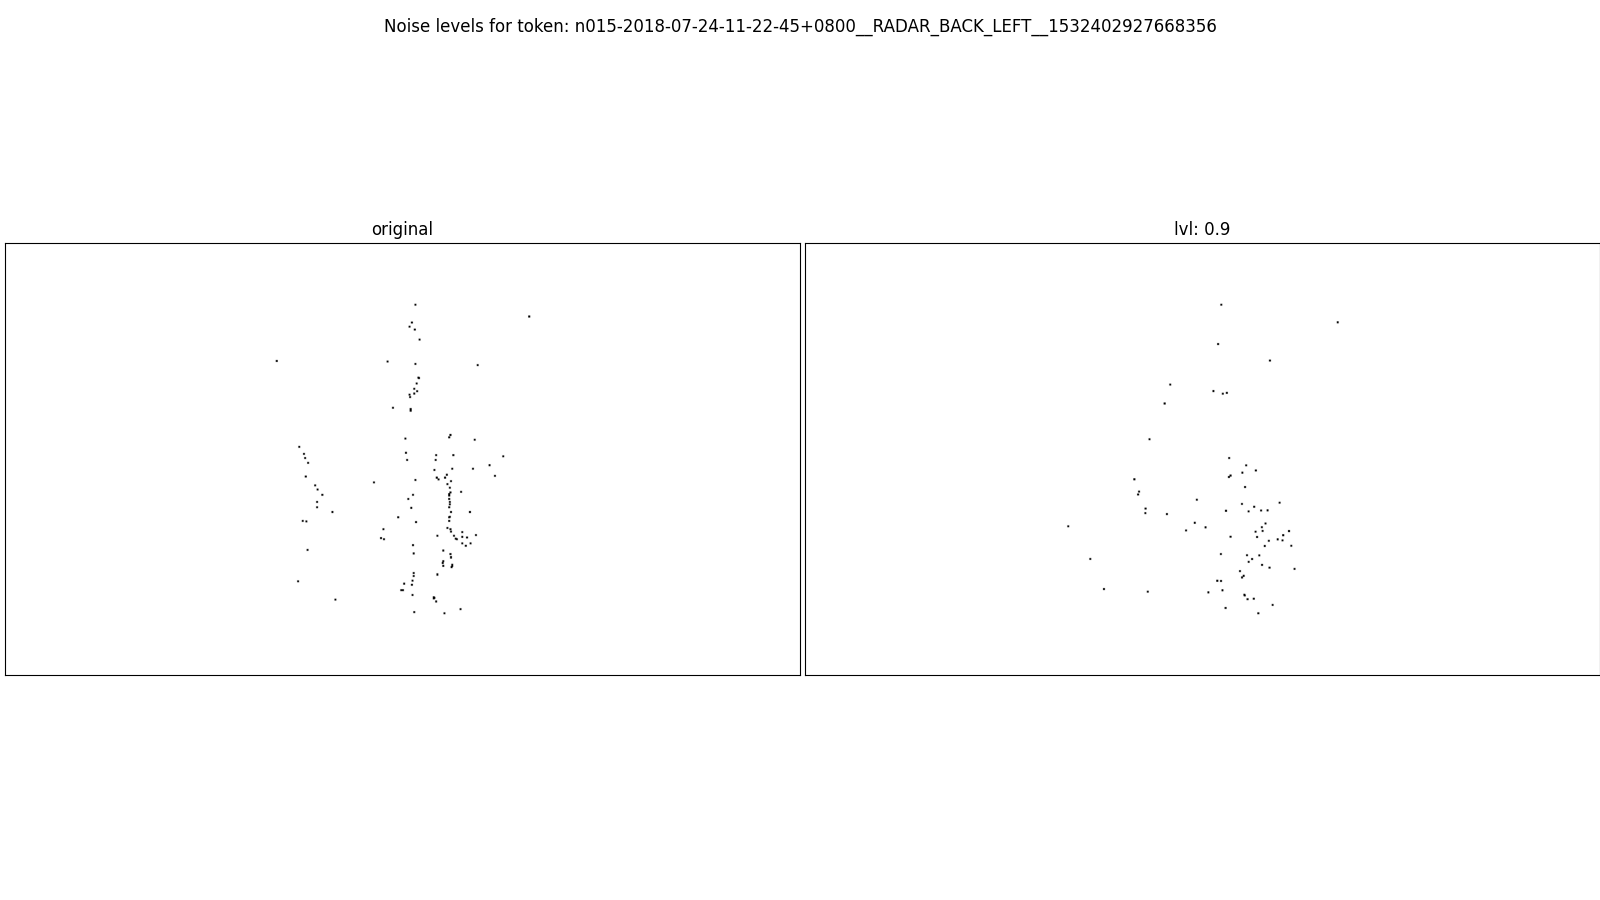 Noise levels for token: n015-2018-07-24-11-22-45+0800__RADAR_BACK_LEFT__1532402927668356
original
lvl: 0.9